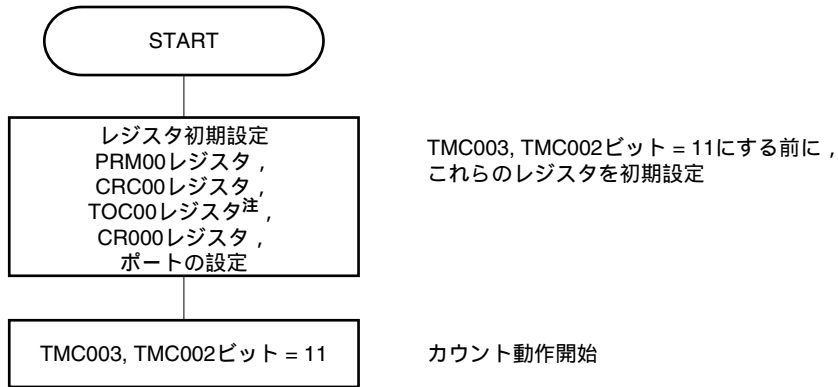 START
レジスタ初期設定
PRM00レジスタ，
CRC00レジスタ，
TOC00レジスタ注，
CR000レジスタ，
ポートの設定
TMC003, TMC002ビット = 11にする前に，
これらのレジスタを初期設定
TMC003, TMC002ビット = 11
カウント動作開始